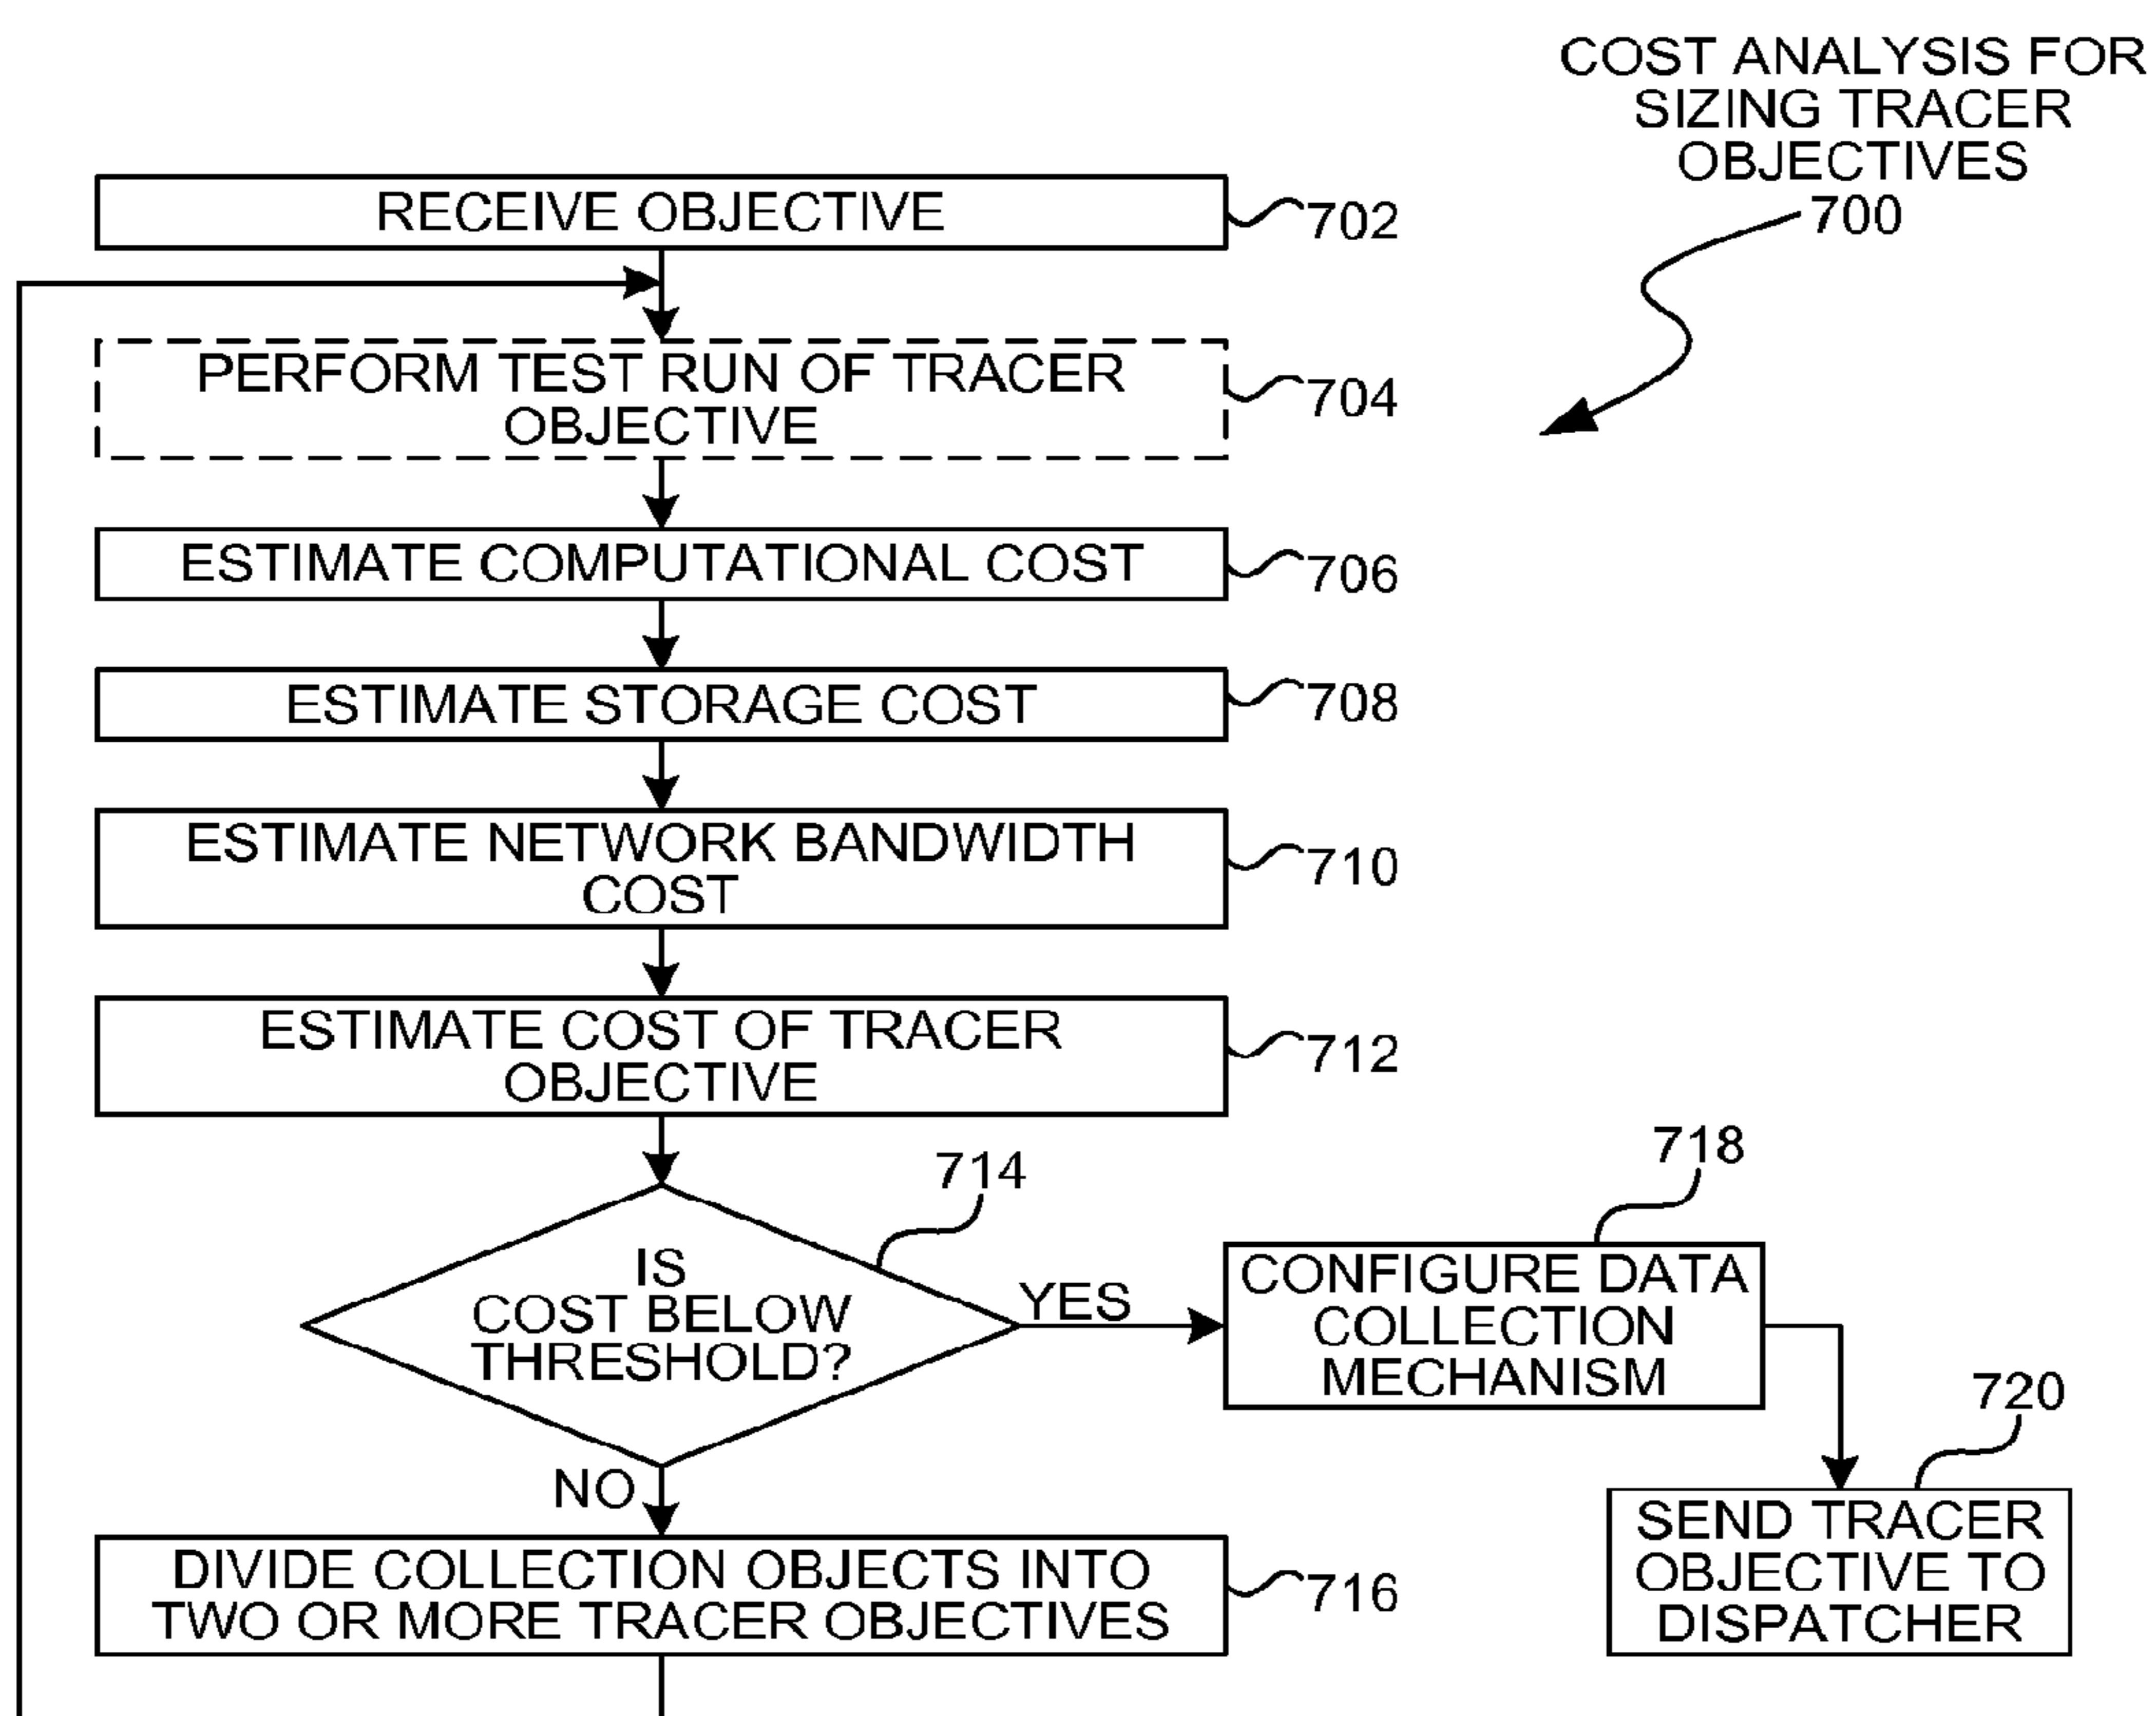 COST ANALYSIS FOR
SIZING TRACER
OBJECTIVES
700
RECEIVE OBJECTIVE
702
PERFORM TEST RUN OF TRACER
OBJECTIVE
704
ESTIMATE COMPUTATIONAL COST
706
ESTIMATE STORAGE COST
708
ESTIMATE NETWORK BANDWIDTH
COST
710
ESTIMATE COST OF TRACER
OBJECTIVE
712
714
IS
COST BELOW
THRESHOLD?
YES
NO
718
CONFIGURE DATA
COLLECTION
MECHANISM
720
SEND TRACER
OBJECTIVE TO
DISPATCHER
DIVIDE COLLECTION OBJECTS INTO
TWO OR MORE TRACER OBJECTIVES
716